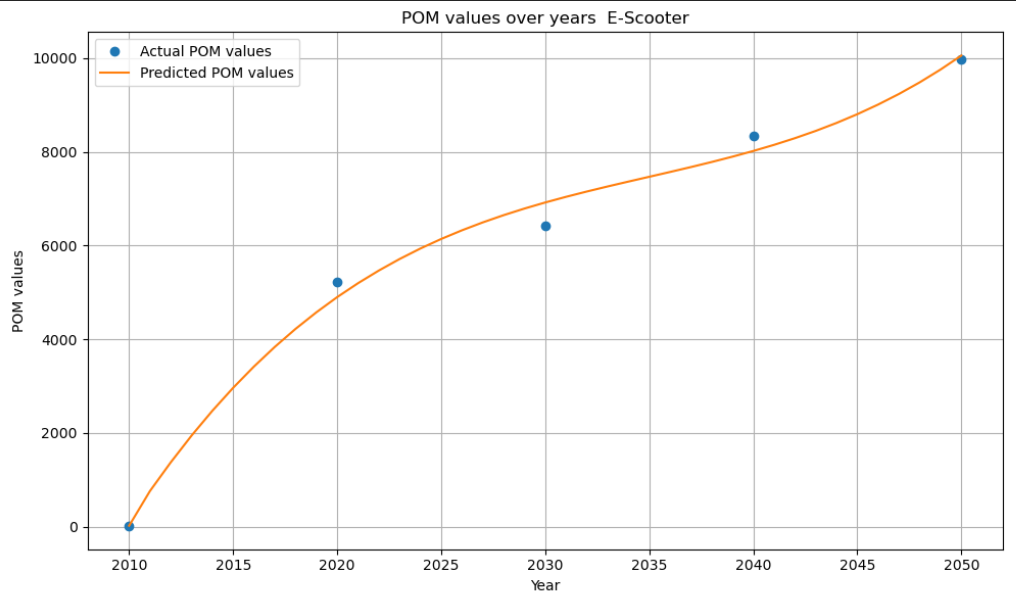 POM values over years  E-Scooter
Actual POM values
Predicted POM values
10000
8000
6000
4000
2000
0
POM values
2010 2015 2020 2025 2030 2035 2040 2045 2050
Year